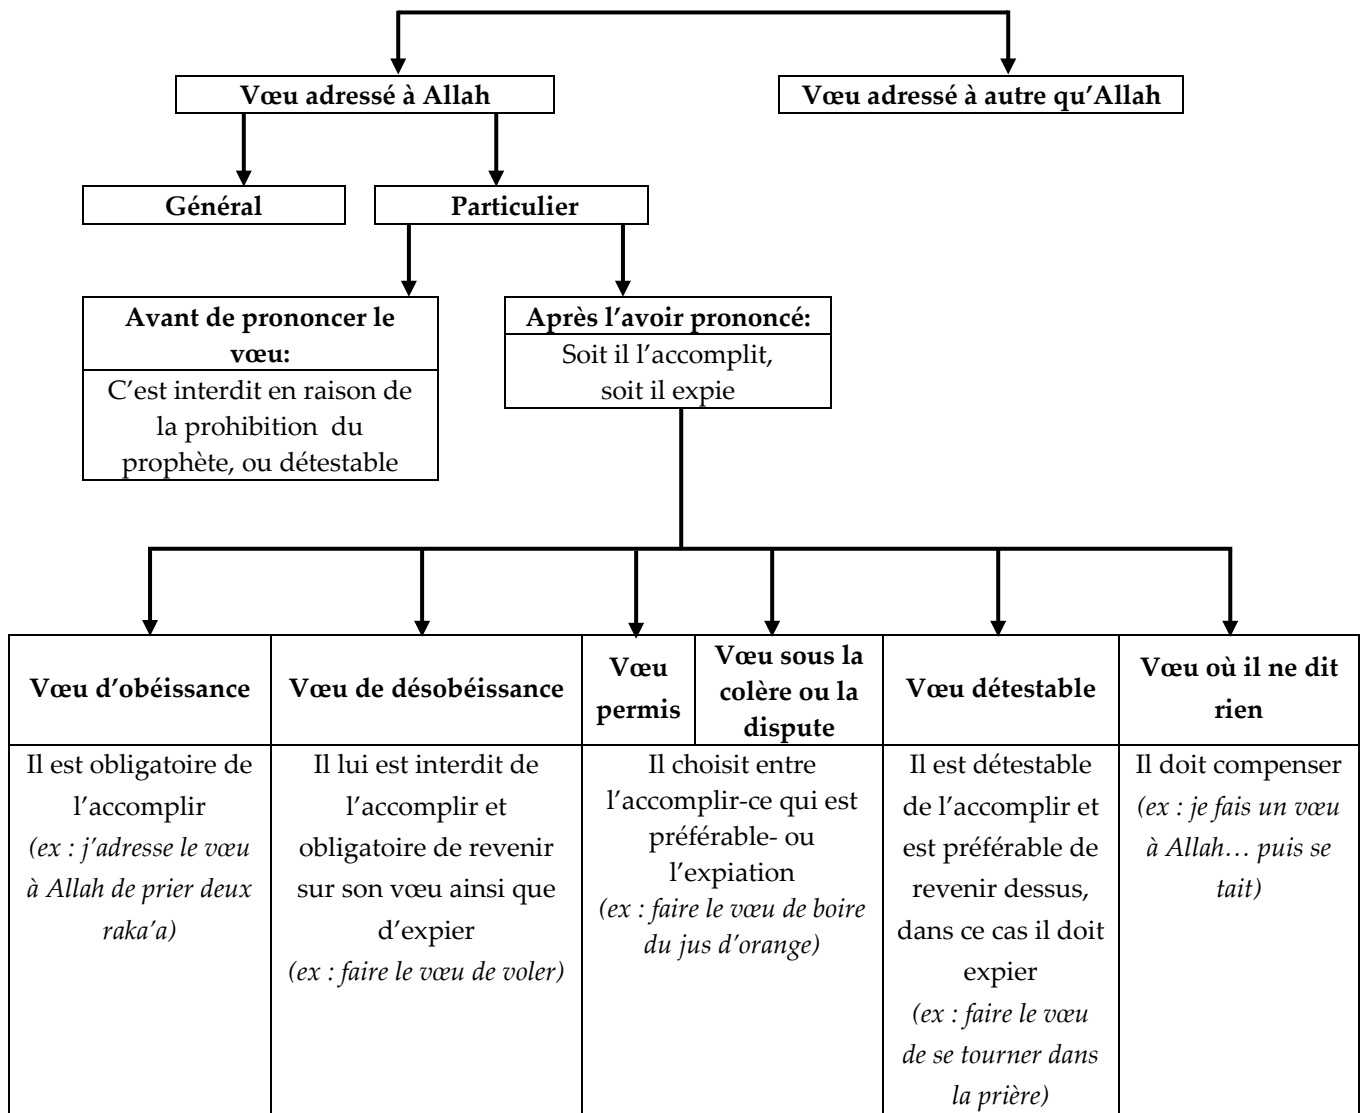 Vœu adressé à Allah
Vœu adressé à autre qu’Allah
Général
Particulier
Avant de prononcer le
vœu:
C’est interdit en raison de
la prohibition du
prophète, ou détestable
Après l’avoir prononcé:
Soit il l’accomplit,
soit il expie
Vœu d’obéissance
Il est obligatoire de
l’accomplir
(ex : j’adresse le vœu
à Allah de prier deux
raka’a)
Vœu de désobéissance
Il lui est interdit de
l’accomplir et
obligatoire de revenir
sur son vœu ainsi que
d’expier
(ex : faire le vœu de voler)
Vœu
permis
Vœu sous la
colère ou la
dispute
Il choisit entre
l’accomplir-ce qui est
préférable- ou
l’expiation
(ex : faire le vœu de boire
du jus d’orange)
Vœu détestable
Il est détestable
de l’accomplir et
est préférable de
revenir dessus,
dans ce cas il doit
expier
(ex : faire le vœu
de se tourner dans
la prière)
Vœu où il ne dit
rien
Il doit compenser
(ex : je fais un vœu
à Allah… puis se
tait)